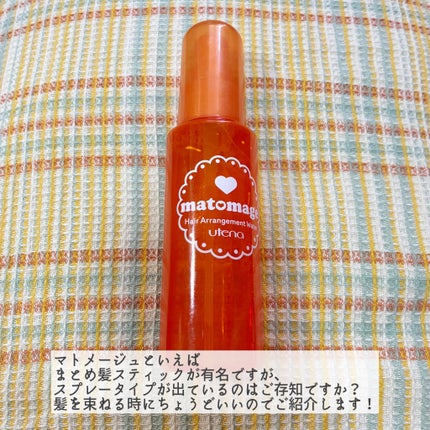 matomage
Hair Arrangement Water
utena
マトメージュといえば
まとめ髪スティックが有名ですが、
スプレータイプが出ているのはご存知ですか？
髪を束ねる時にちょうどいいのでご紹介します！